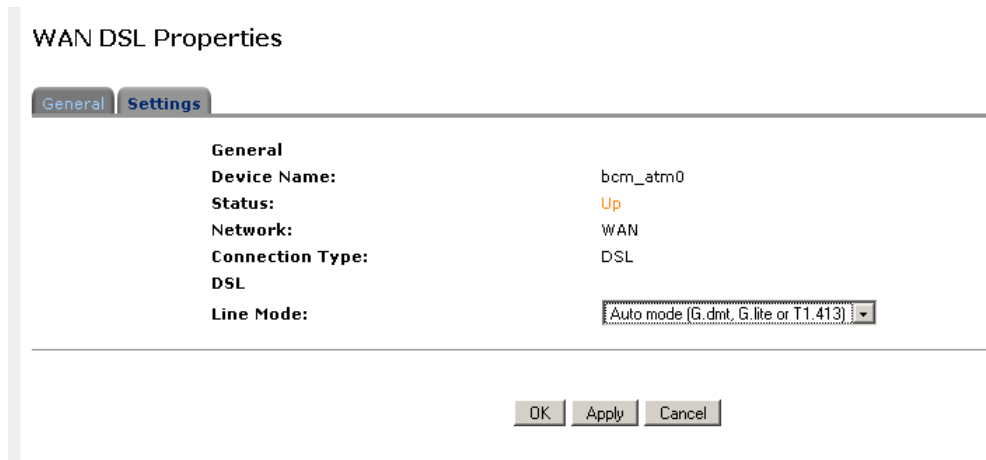 WAN DSL Properties
General Settings
General
Device Name: bcm_atm0
Status: Up
Network: WAN
Connection Type: DSL
DSL
Line Mode: Auto mode (G.dmt, G.lite or T1.413)
OK Apply Cancel